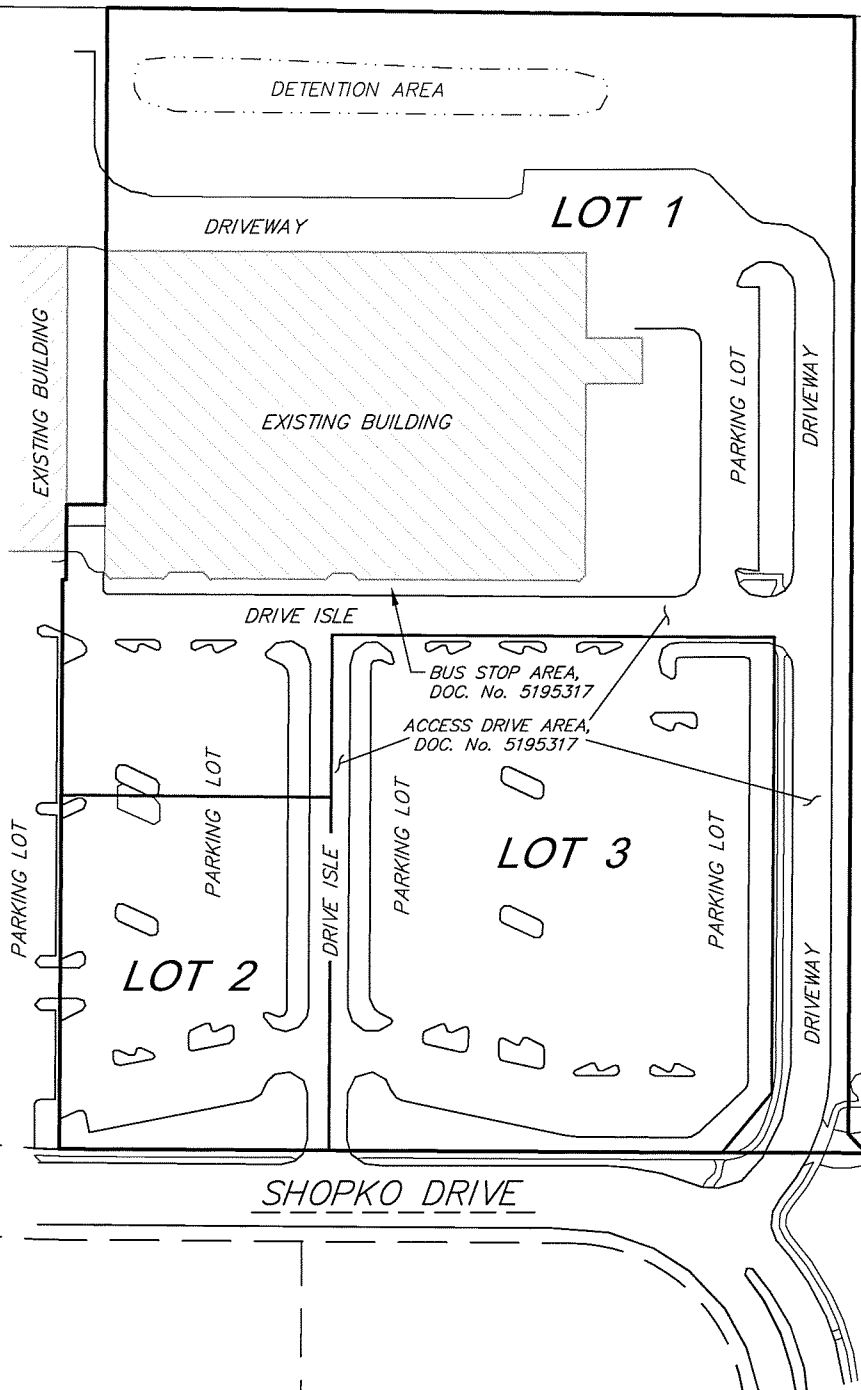 DETENTION AREA
LOT 1
DRIVEWAY
EXISTING BUILDING
EXISTING BUILDING
PARKING LOT
DRIVEWAY
DRIVE ISLE
BUS STOP AREA,
DOC. No. 5195317
ACCESS DRIVE AREA,
DOC. No. 5195317
PARKING LOT
PARKING LOT
PARKING LOT
PARKING LOT
LOT 3
DRIVE ISLE
LOT 2
DRIVEWAY
SHOPKO DRIVE